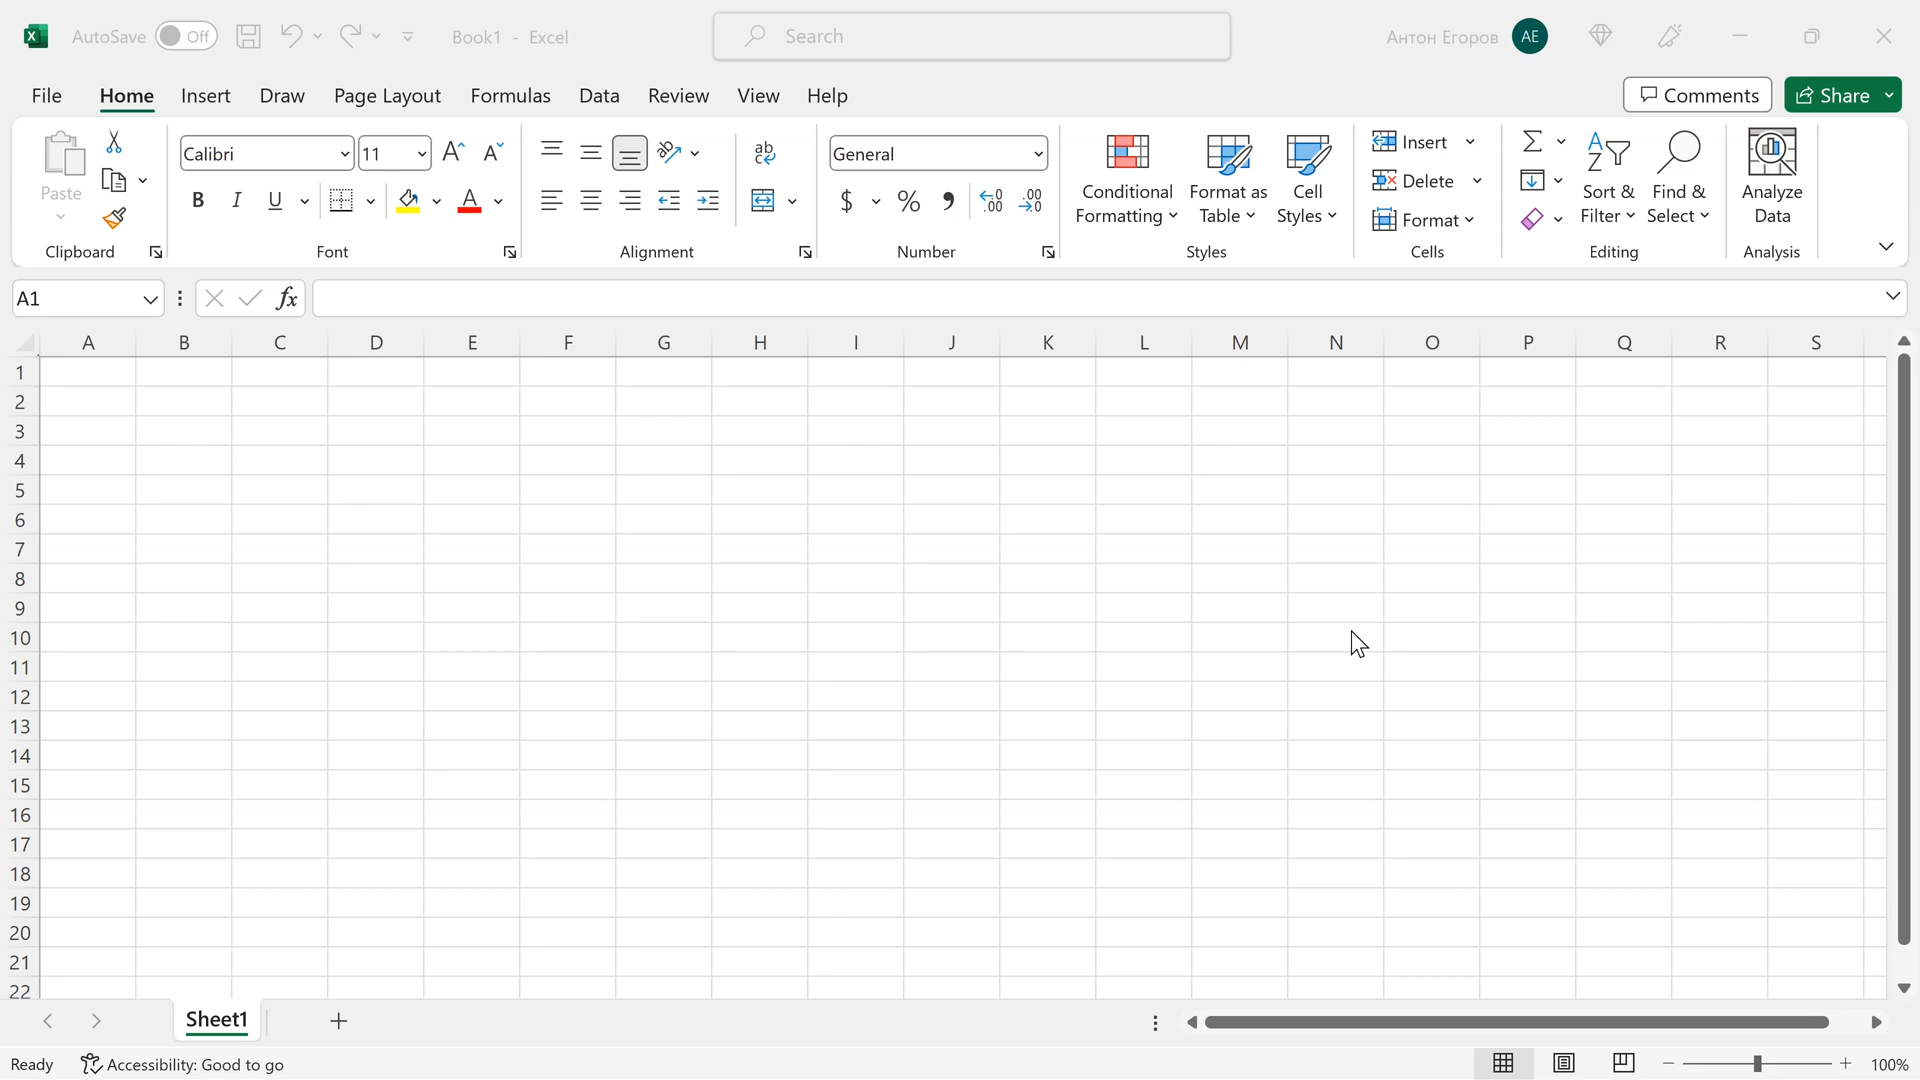 AutoSave Off Book1 - Excel Search Антон Егоров AE
File Home Insert Draw Page Layout Formulas Data Review View Help Comments Share
Paste
Clipboard
Calibri 11
B I U A
Font
ab
Alignment
General
$ %
Number
Conditional
Formatting
Format as
Table
Cell
Styles
Styles
Insert
Delete
Format
Cells
Sort &
Filter
Find &
Select
Editing
Analyze
Data
Analysis
A1 fx
A B C D E F G H I J K L M N O P Q R S
1
2
3
4
5
6
7
8
9
10
11
12
13
14
15
16
17
18
19
20
21
22
Sheet1
Ready Accessibility: Good to go 100%